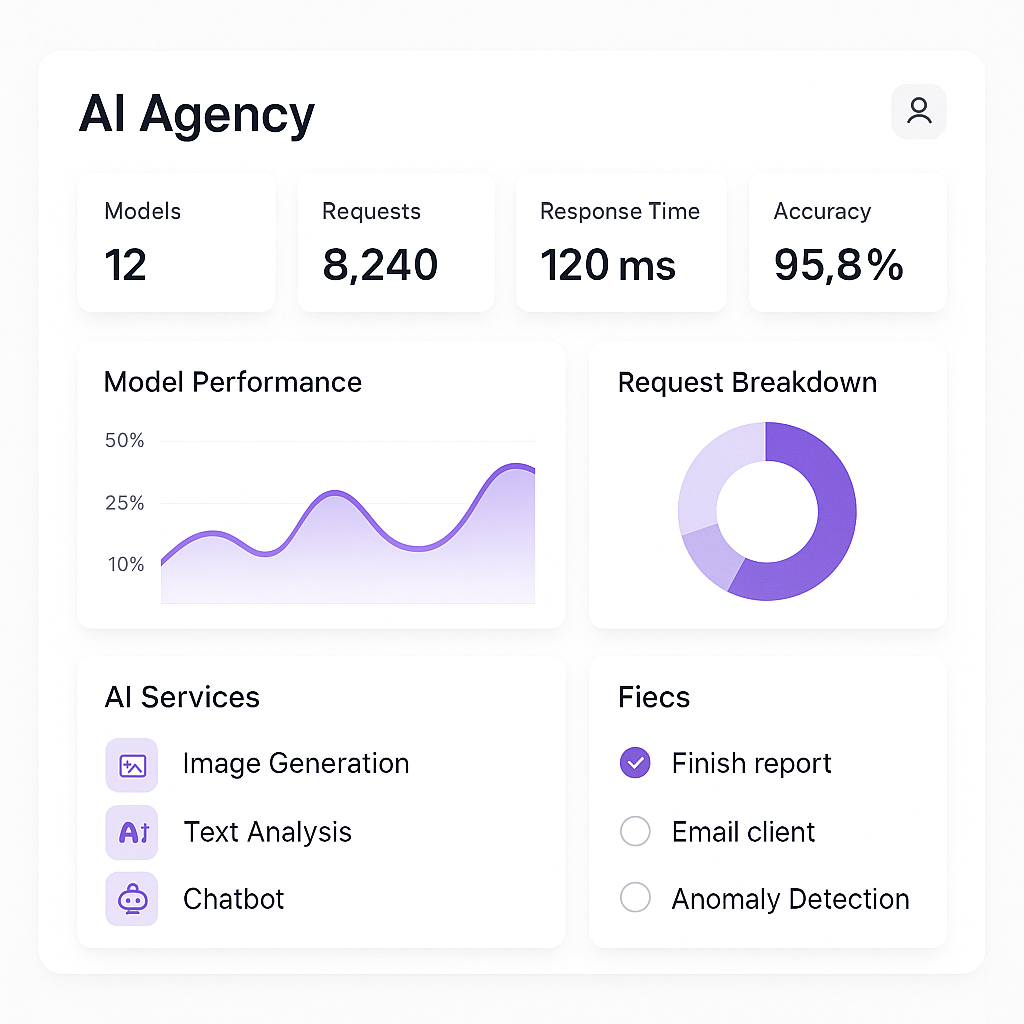 AI Agency
Models
12
Requests
8,240
Response Time
120 ms
Accuracy
95,8%
Model Performance
50%
25%
10%
Request Breakdown
AI Services
Image Generation
Text Analysis
Chatbot
Fiecs
Finish report
Email client
Anomaly Detection